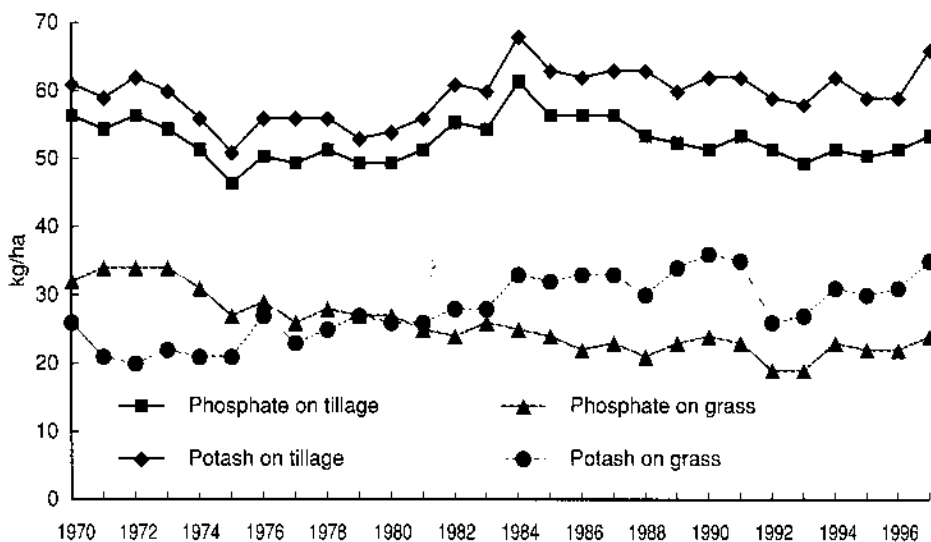 70
60
50
40
30
20
10
0
kg/ha
Phosphate on tillage
Phosphate on grass
Potash on tillage
Potash on grass
1970 1972 1974 1976 1978 1980 1982 1984 1986 1988 1990 1992 1994 1996